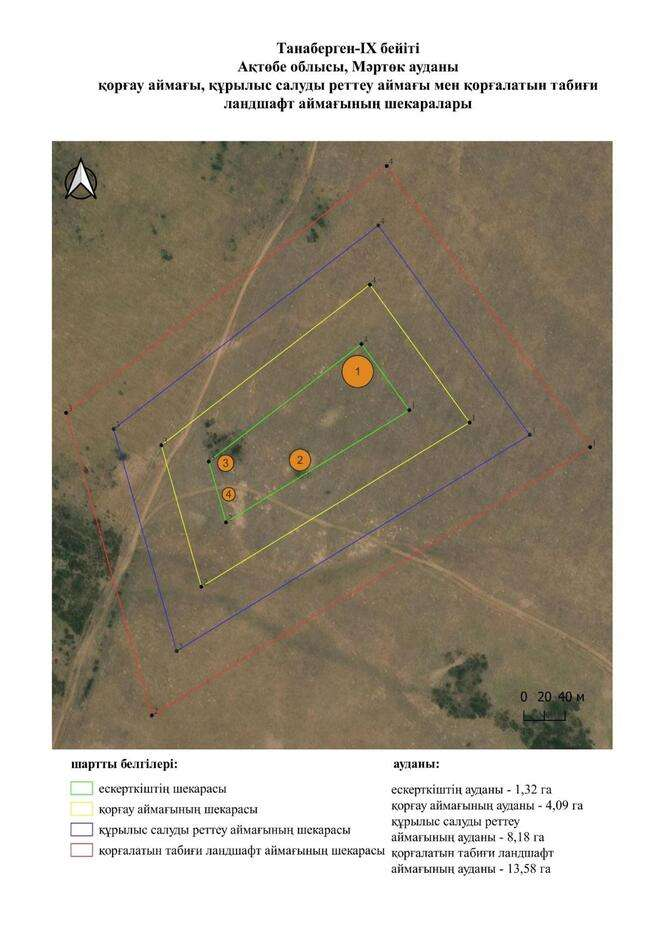 Танаберген-IX бейіті
Ақтөбе облысы, Мәртөк ауданы
қорғау аймағы, құрылыс салуды реттеу аймағы мен қорғалатын табиғи
ландшафт аймағының шекаралары
1
2
3
4
0 20 40 м
шартты белгілері:
ескерткіштің шекарасы
қорғау аймағының шекарасы
құрылыс салуды реттеу аймағының шекарасы
қорғалатын табиғи ландшафт аймағының шекарасы
ауданы:
ескерткіштің ауданы - 1,32 га
қорғау аймағының ауданы - 4,09 га
құрылыс салуды реттеу
аймағының ауданы - 8,18 га
қорғалатын табиғи ландшафт
аймағының ауданы - 13,58 га